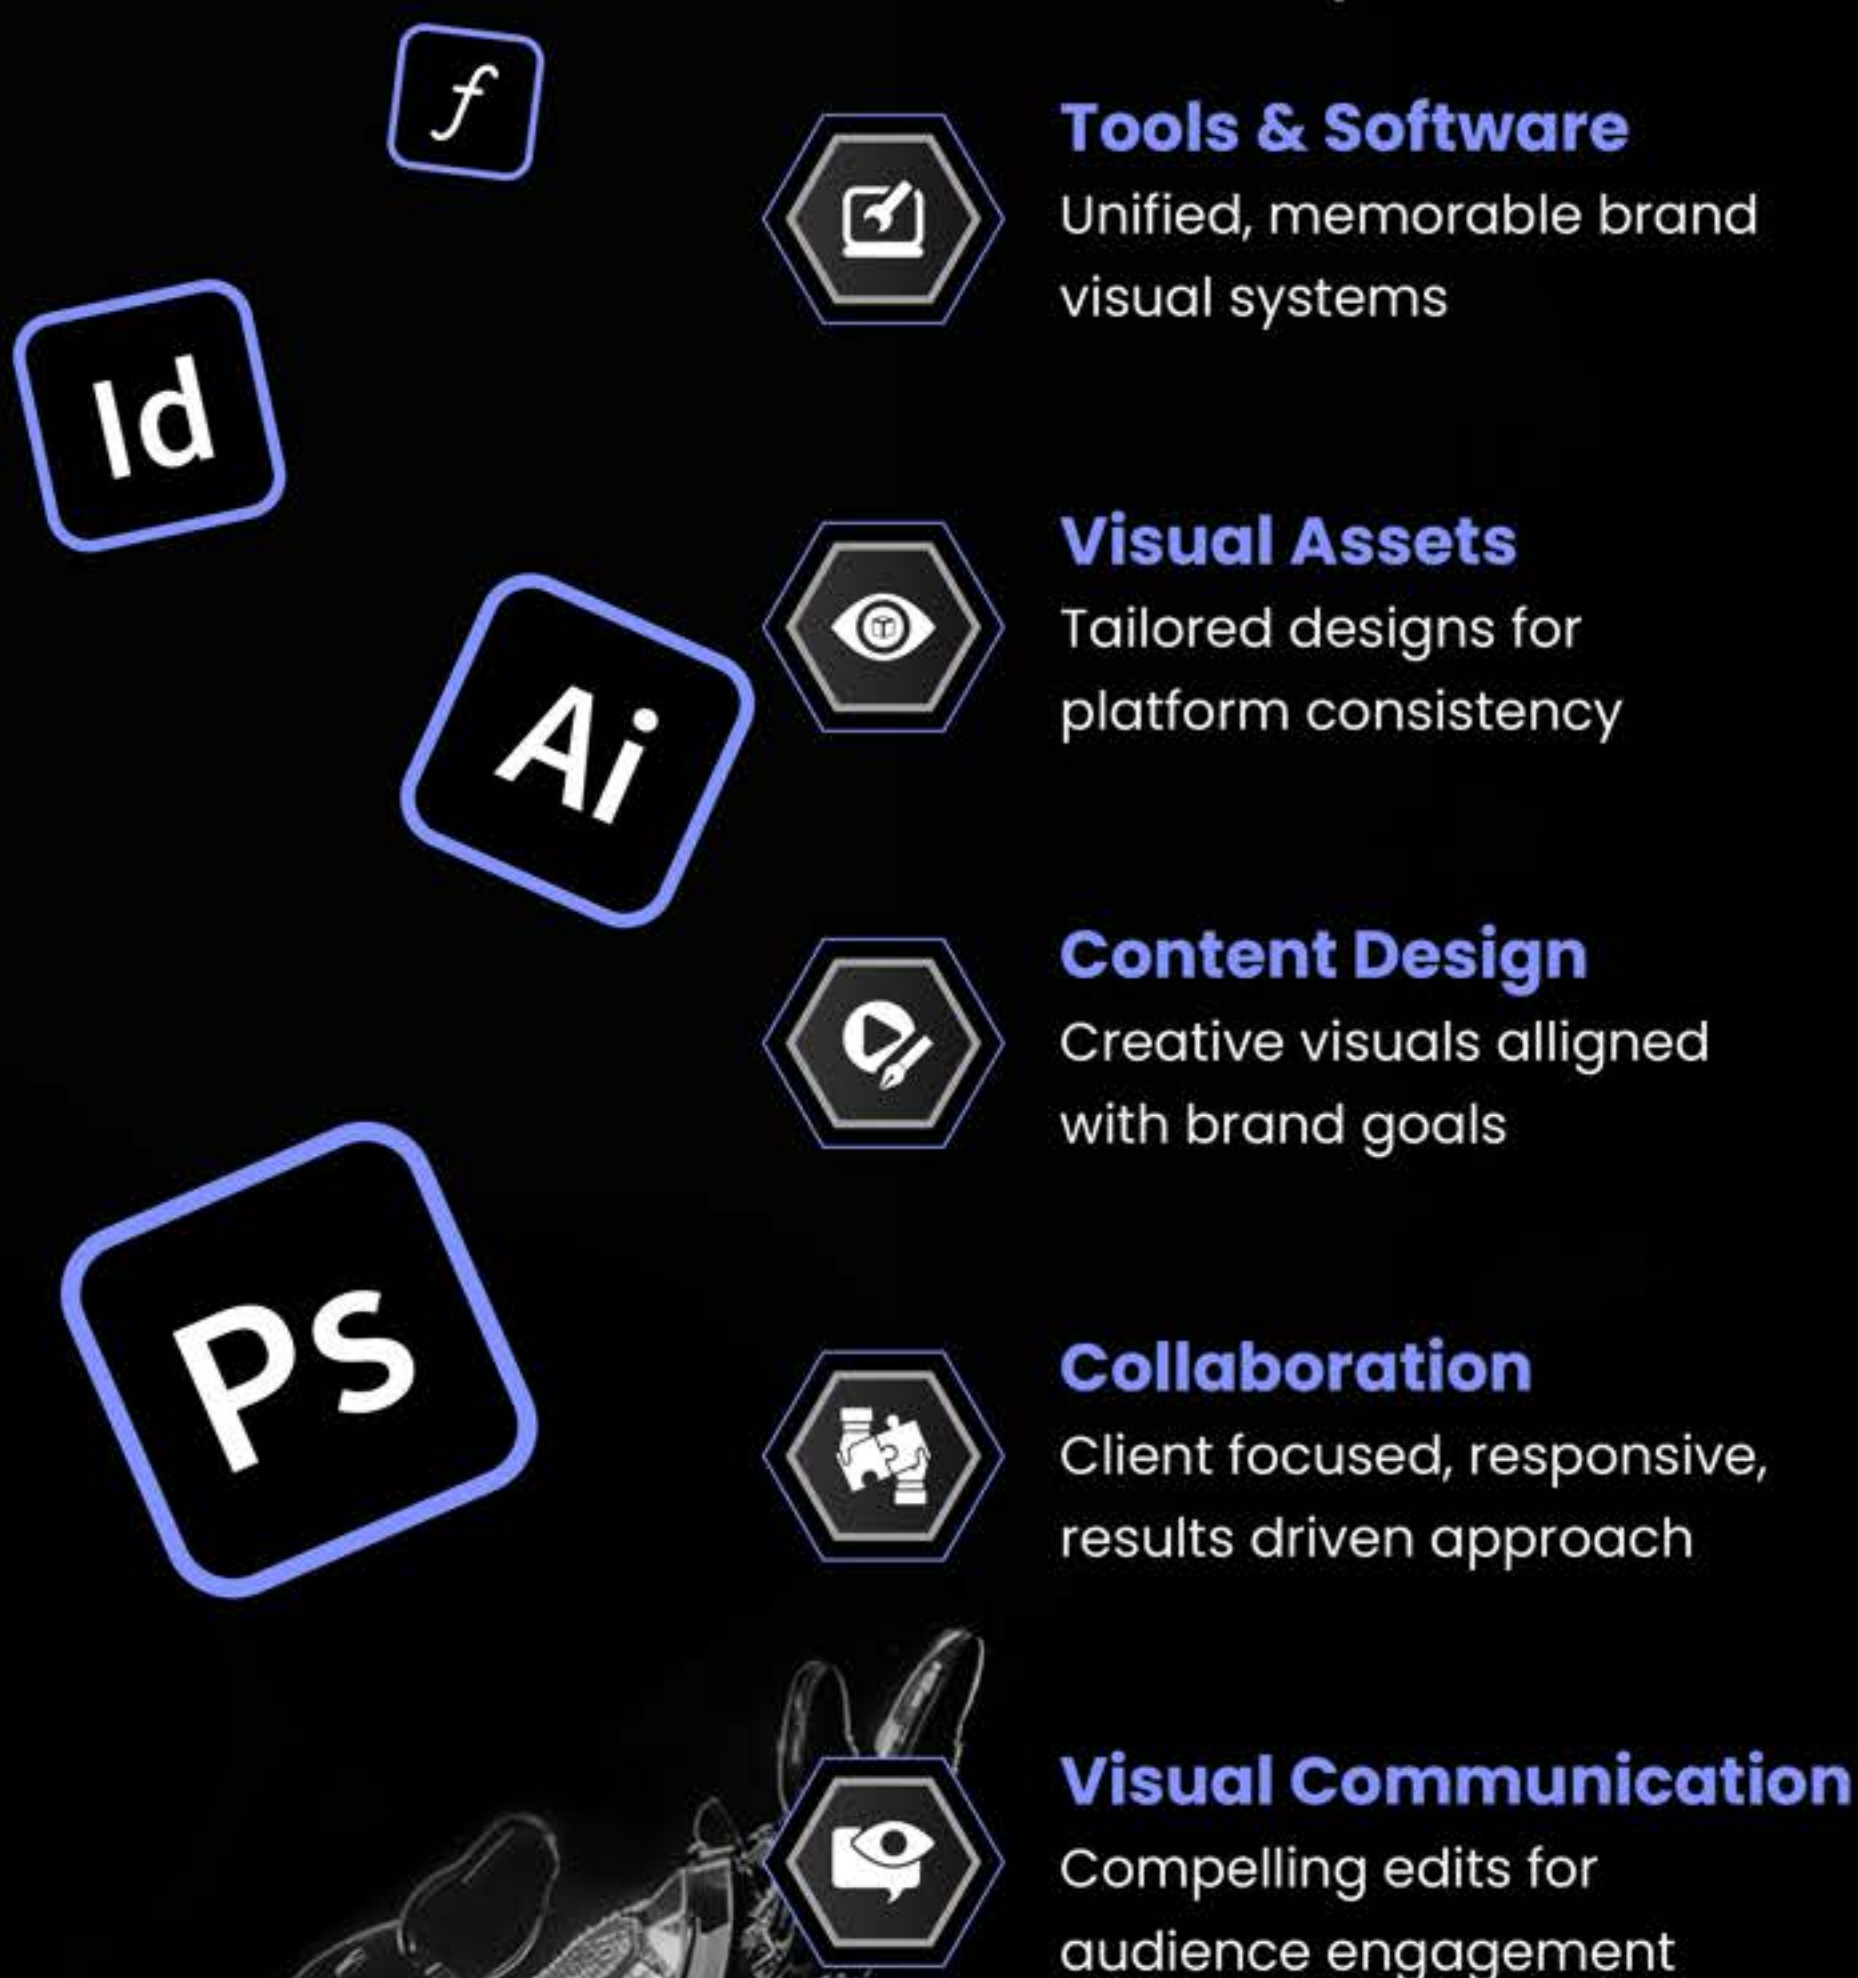 f
Id
Ai
Ps
Tools & Software
Unified, memorable brand
visual systems
Visual Assets
Tailored designs for
platform consistency
Content Design
Creative visuals alligned
with brand goals
Collaboration
Client focused, responsive,
results driven approach
Visual Communication
Compelling edits for
audience engagement